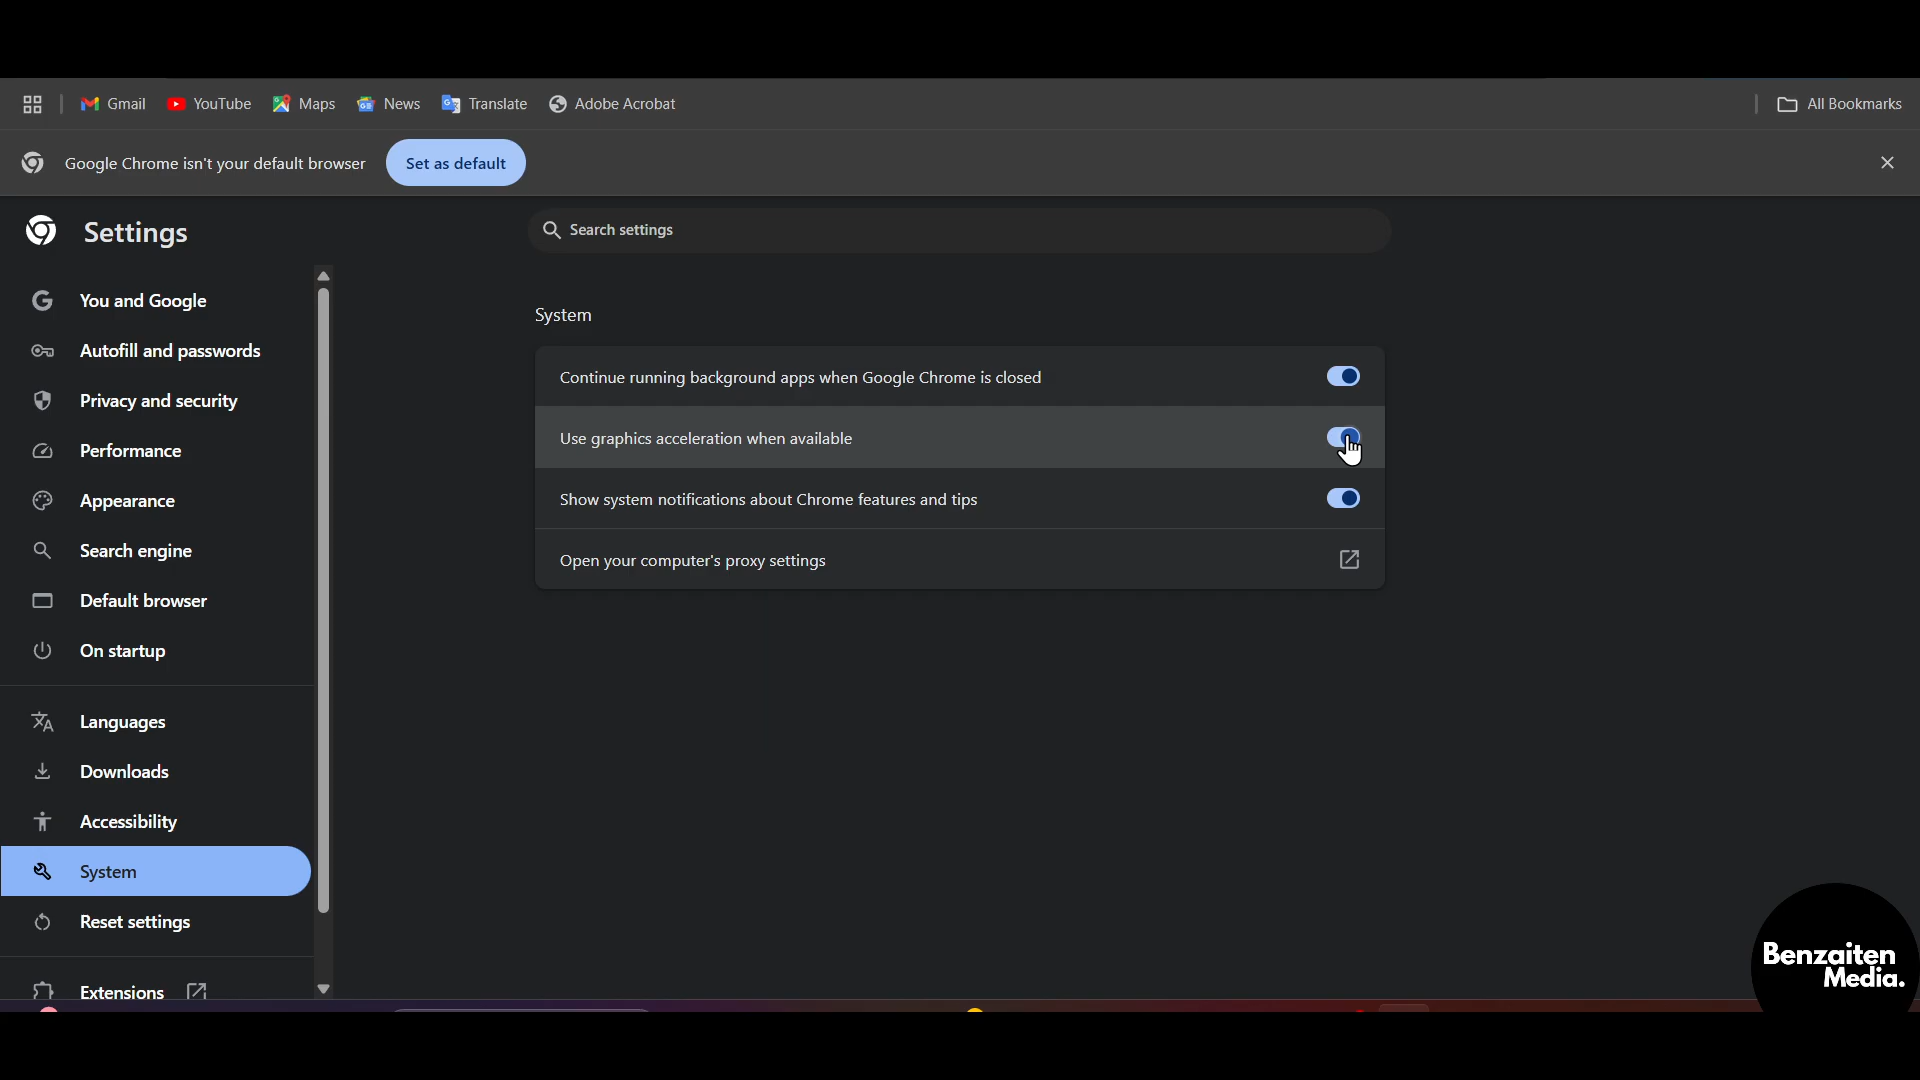 Gmail
YouTube
Maps
News
Translate
Adobe Acrobat
All Bookmarks
Google Chrome isn't your default browser
Set as default
Settings
Search settings
You and Google
Autofill and passwords
Privacy and security
Performance
Appearance
Search engine
Default browser
On startup
Languages
Downloads
Accessibility
System
Reset settings
Extensions
System
Continue running background apps when Google Chrome is closed
Use graphics acceleration when available
Show system notifications about Chrome features and tips
Open your computer's proxy settings
Benzaiten
Media.